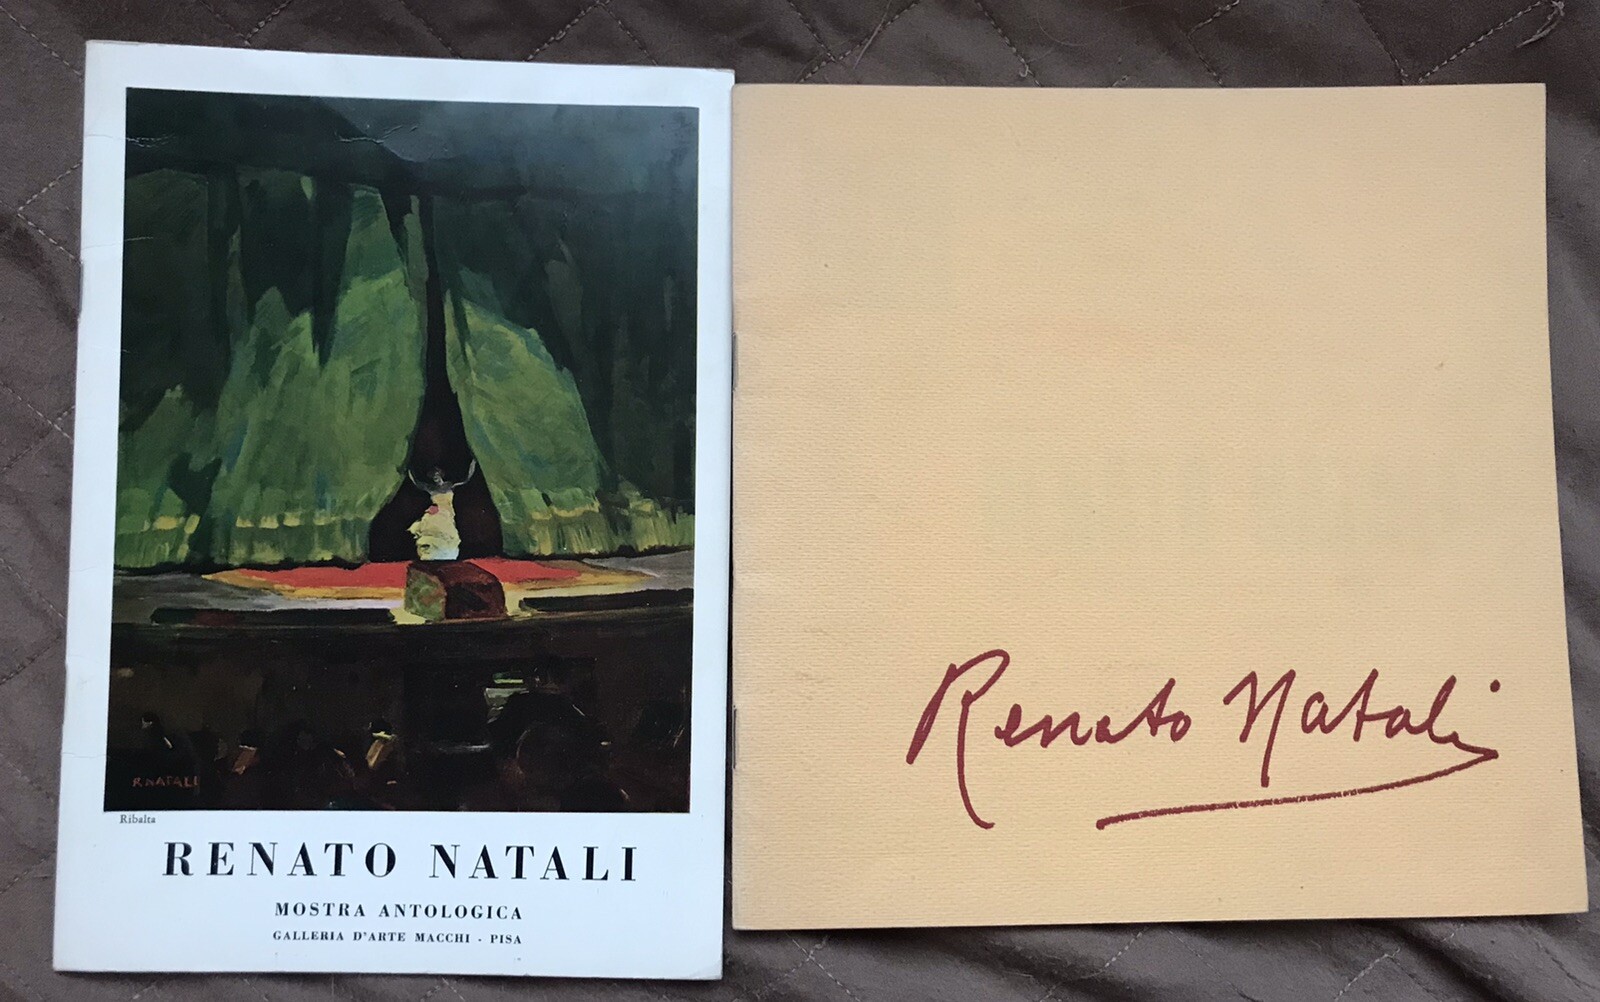 R. NATALI
Ribalta
RENATO NATALI
MOSTRA ANTOLOGICA
GALLERIA D'ARTE MACCHI - PISA
Renato Natali